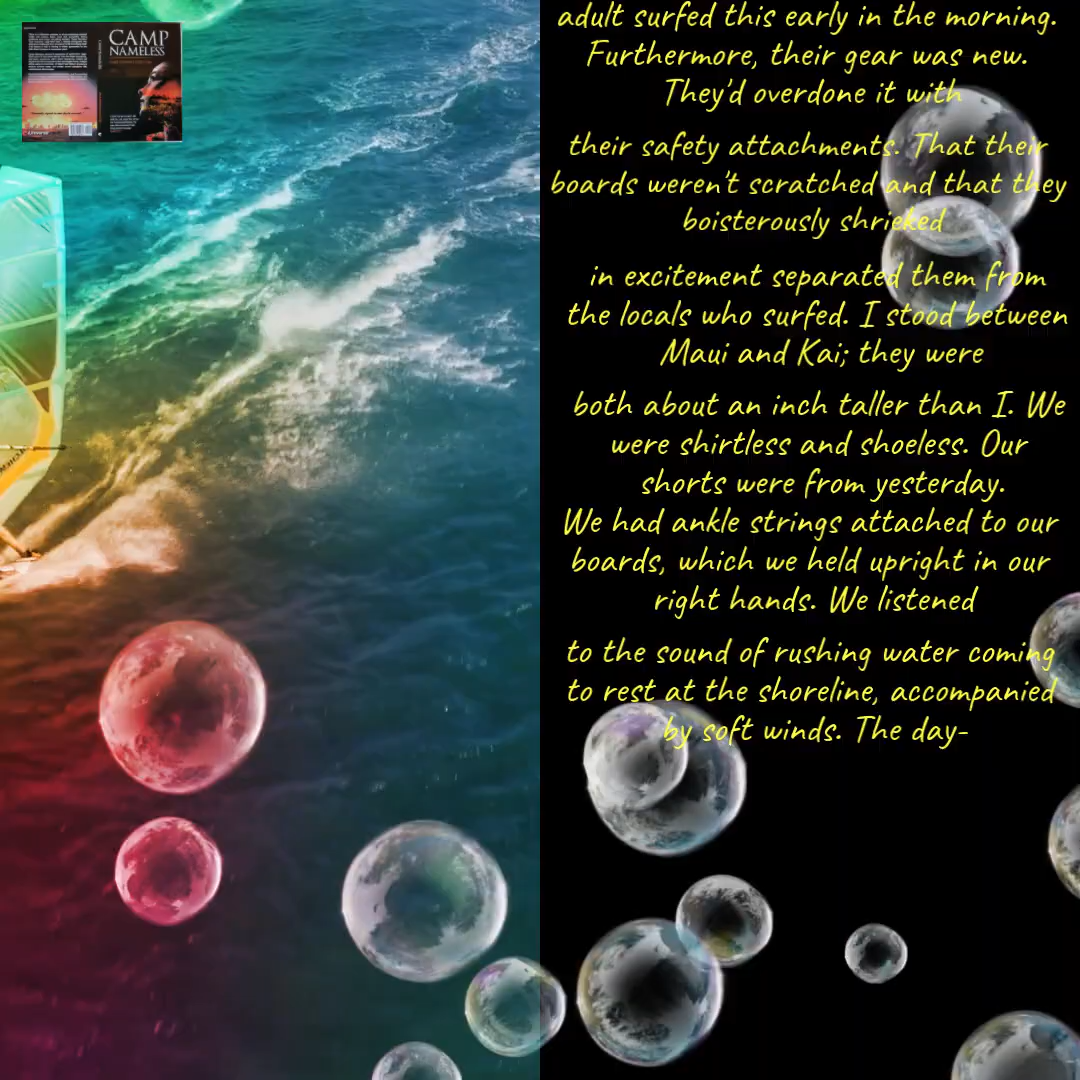 CAMP
NAMELESS
adult surfed this early in the morning.
Furthermore, their gear was new.
They'd overdone it with
their safety attachments. That their
boards weren't scratched and that they
boisterously shrieked
in excitement separated them from
the locals who surfed. I stood between
Maui and Kai; they were
both about an inch taller than I. We
were shirtless and shoeless. Our
shorts were from yesterday.
We had ankle strings attached to our
boards, which we held upright in our
right hands. We listened
to the sound of rushing water coming
to rest at the shoreline, accompanied
by soft winds. The day-